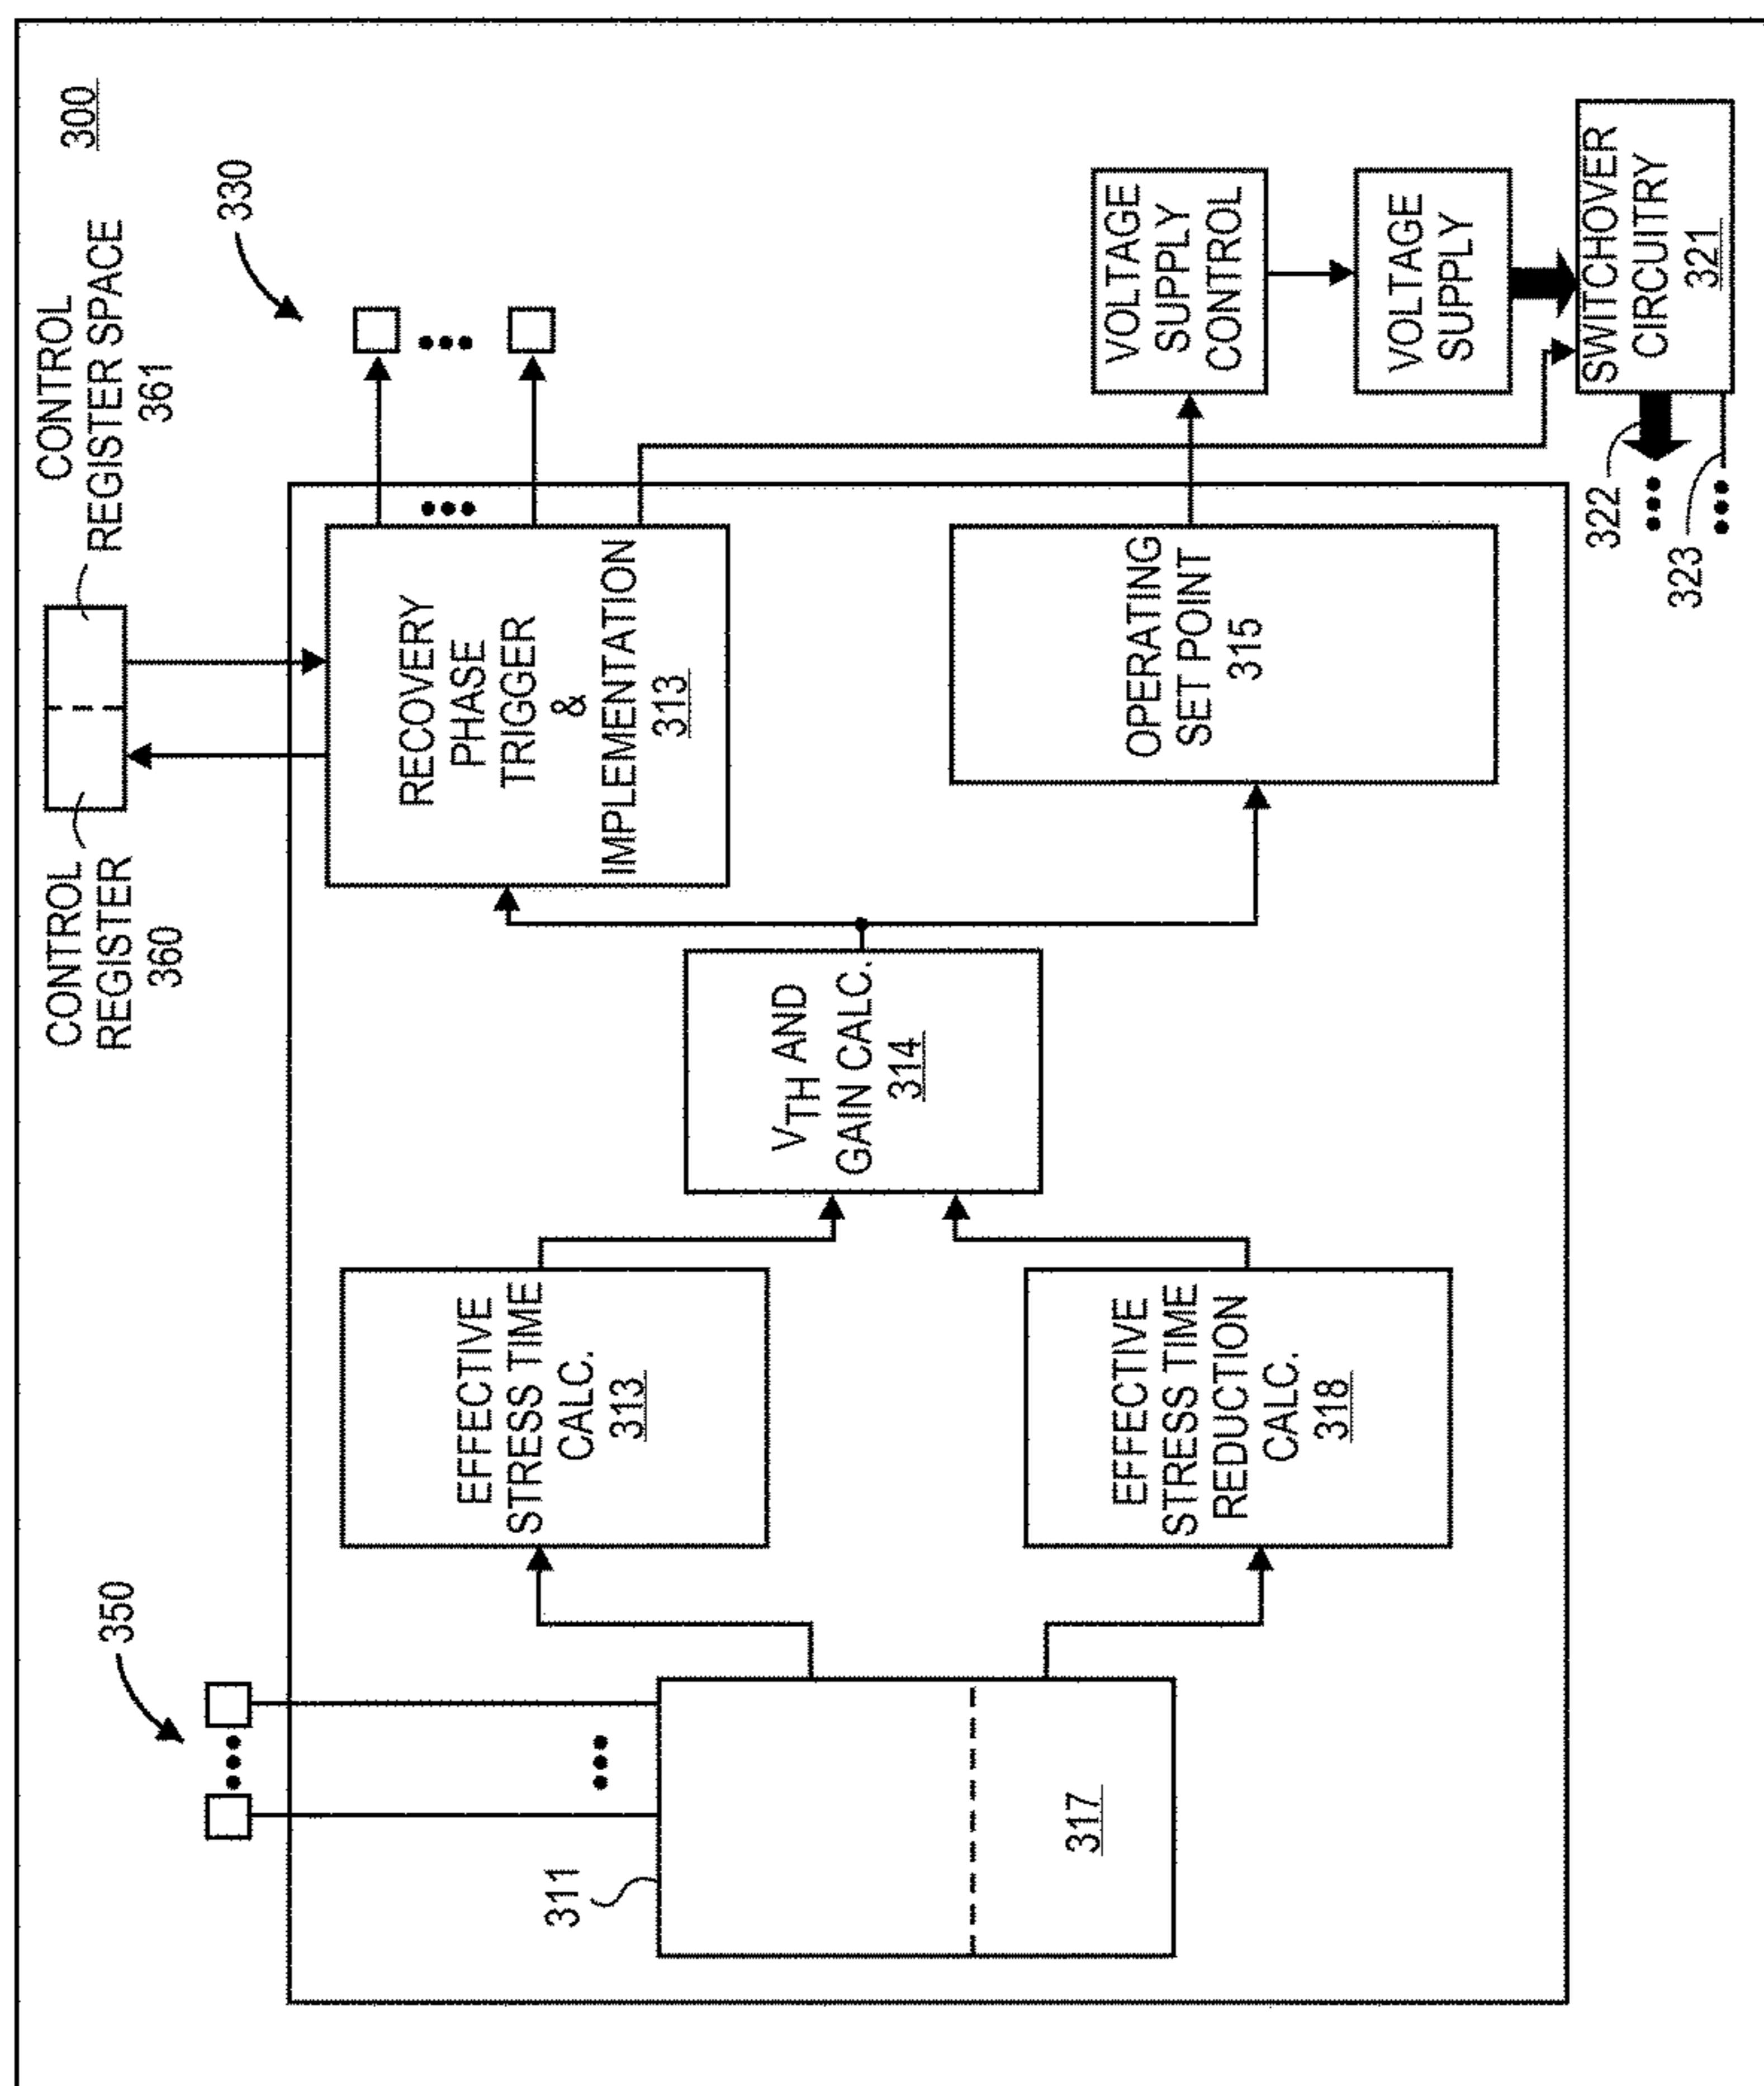 300
CONTROL
REGISTER SPACE
361
CONTROL
REGISTER
360
330
350
RECOVERY
PHASE
TRIGGER
&
IMPLEMENTATION
313
EFFECTIVE
STRESS TIME
CALC.
313
311
317
VTH AND
GAIN CALC.
314
EFFECTIVE
STRESS TIME
REDUCTION
CALC.
318
OPERATING
SET POINT
315
VOLTAGE
SUPPLY
CONTROL
VOLTAGE
SUPPLY
SWITCHOVER
CIRCUITRY
321
322
323